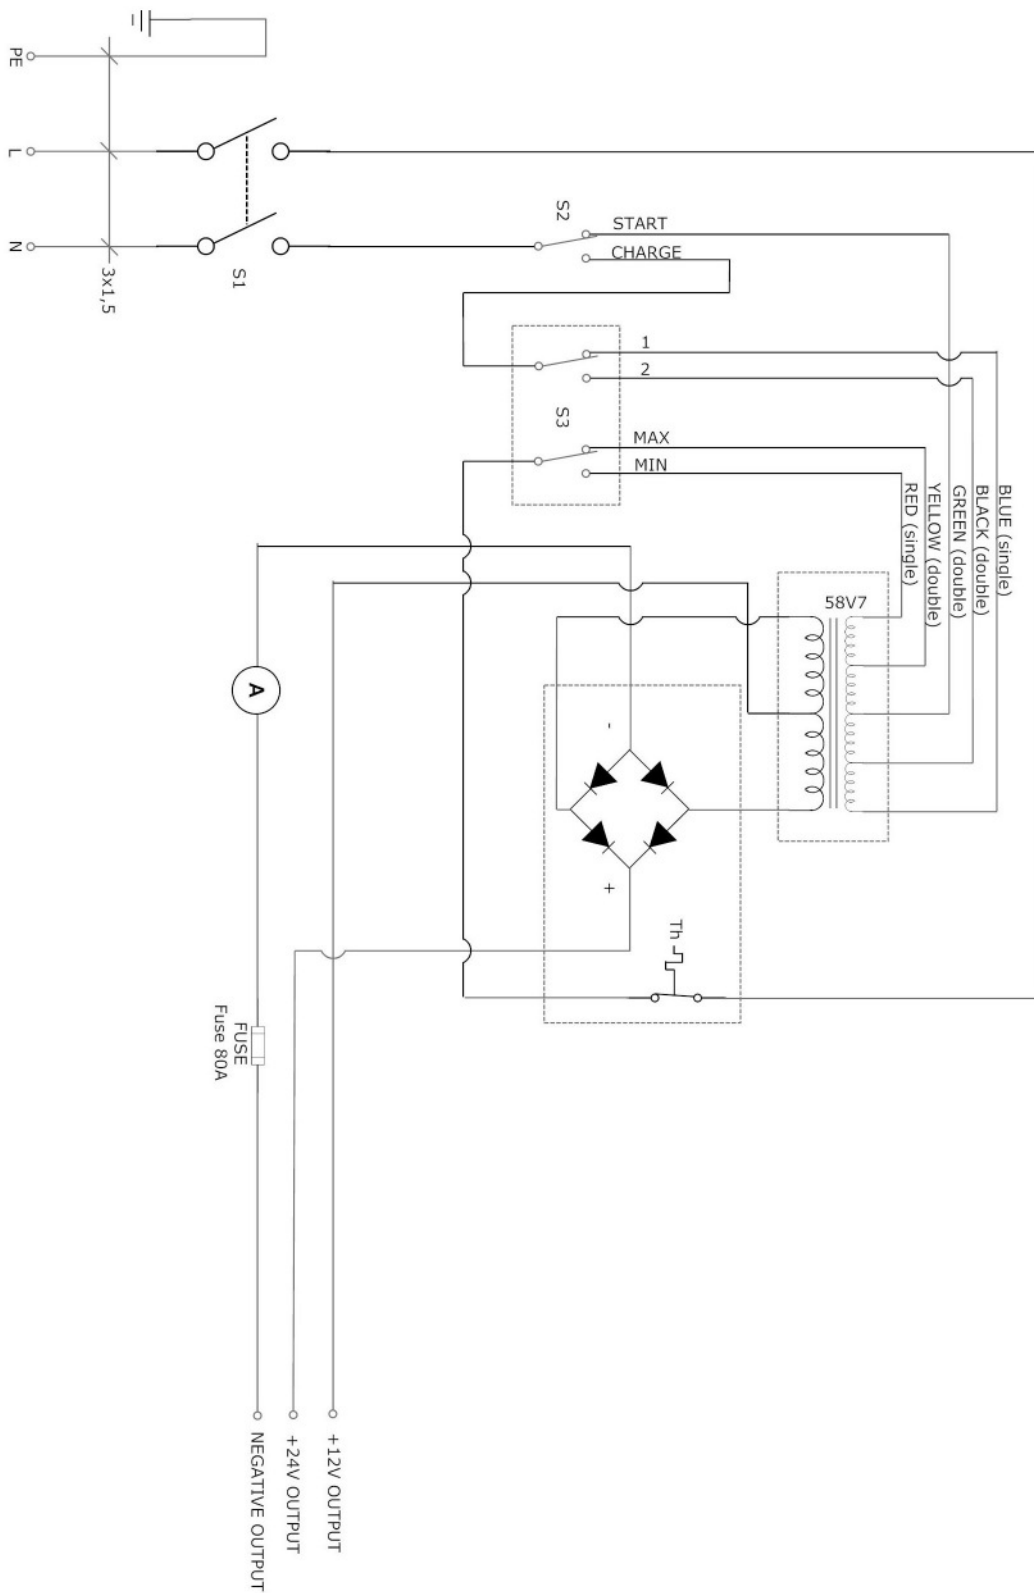 PE
L
N
3x1,5
S1
S2
START
CHARGE
1
2
S3
MAX
MIN
RED (single)
YELLOW (double)
GREEN (double)
BLACK (double)
BLUE (single)
58V7
A
-
+
Th
FUSE
Fuse 80A
NEGATIVE OUTPUT
+24V OUTPUT
+12V OUTPUT